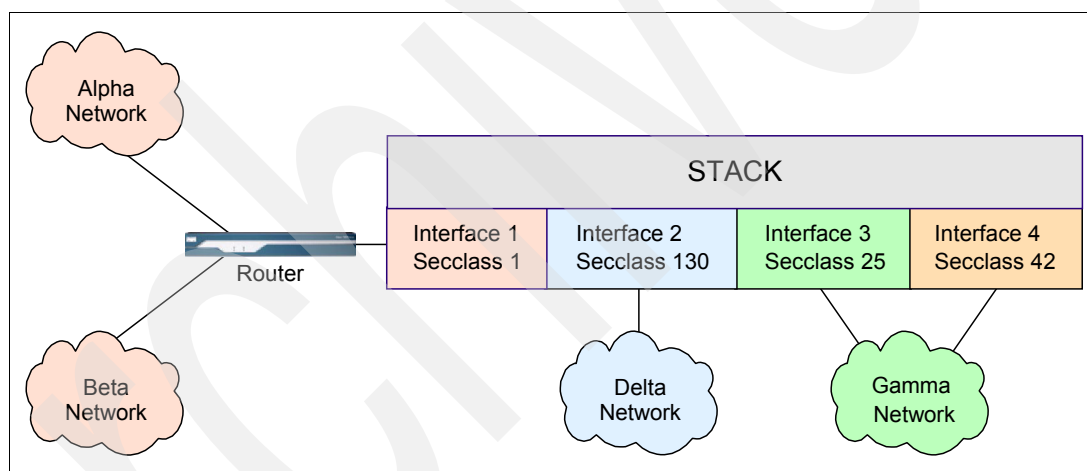 Alpha
Network
STACK
Interface 1
Secclass 1
Interface 2
Secclass 130
Interface 3
Secclass 25
Interface 4
Secclass 42
Router
Beta
Network
Delta
Network
Gamma
Network